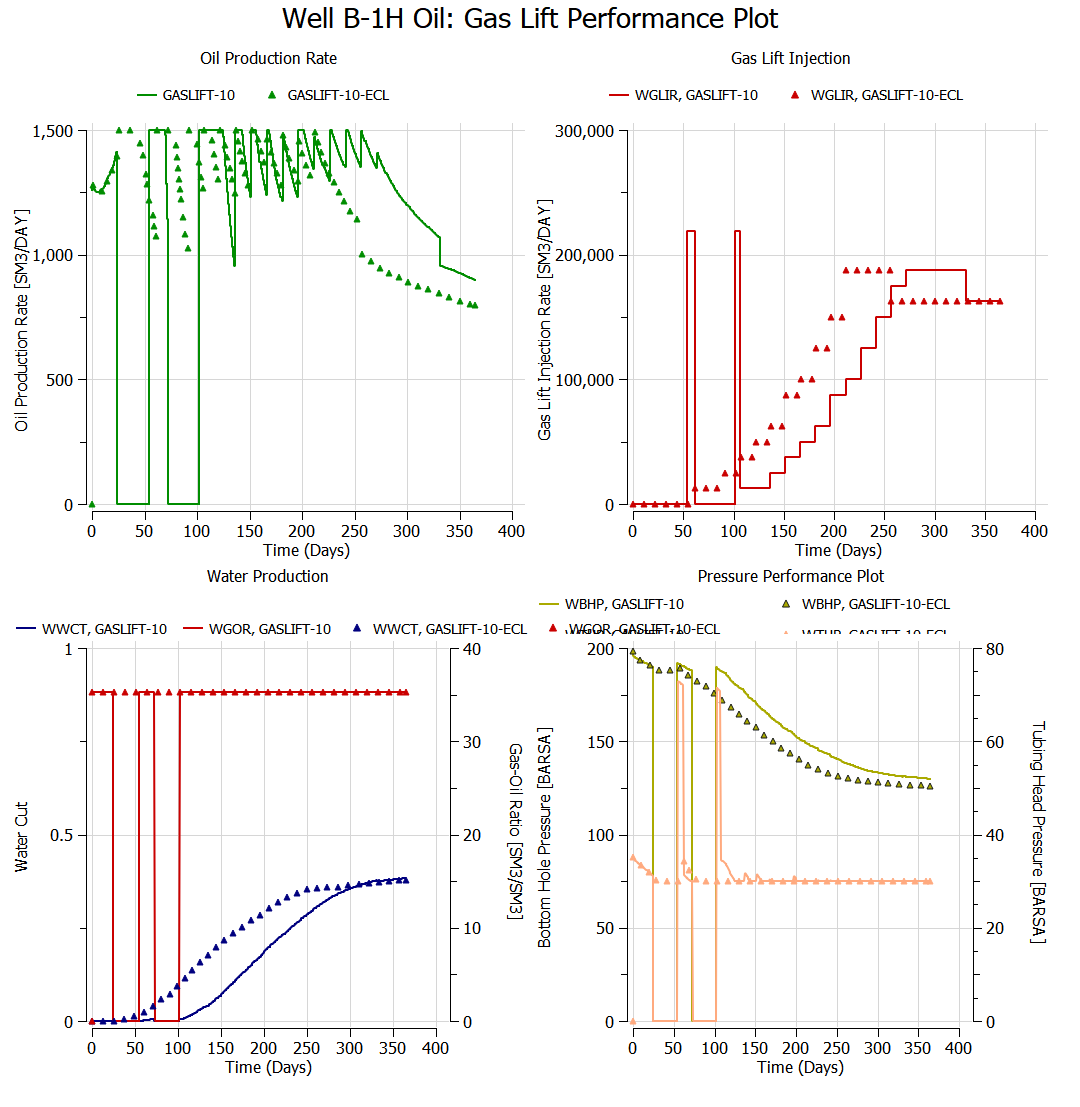 Well B-1H Oil: Gas Lift Performance Plot
Oil Production Rate
GASLIFT-10 GASLIFT-10-ECL
1,500
1,000
500
0
Oil Production Rate [SM3/DAY]
0 50 100 150 200 250 300 350 400
Time (Days)
Gas Lift Injection
WGLIR, GASLIFT-10 WGLIR, GASLIFT-10-ECL
300,000
200,000
100,000
0
Gas Lift Injection Rate [SM3/DAY]
0 50 100 150 200 250 300 350 400
Time (Days)
Water Production
WWCT, GASLIFT-10 WGOR, GASLIFT-10 WWCT, GASLIFT-10-ECL WGOR, GASLIFT-10-ECL
1
0.5
0
Water Cut
40
30
20
10
0
Gas-Oil Ratio [SM3/SM3]
0 50 100 150 200 250 300 350 400
Time (Days)
Pressure Performance Plot
WBHP, GASLIFT-10 WBHP, GASLIFT-10-ECL
200
150
100
50
0
Bottom Hole Pressure [BARSA]
80
60
40
20
0
Tubing Head Pressure [BARSA]
0 50 100 150 200 250 300 350 400
Time (Days)